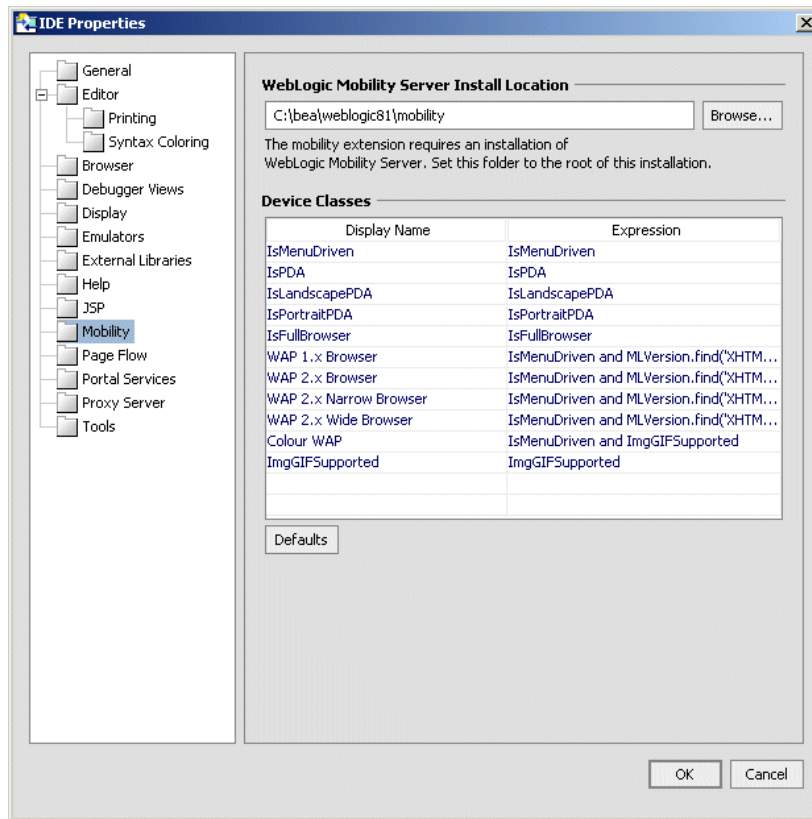 IDE Properties
General
Editor
Printing
Syntax Coloring
Browser
Debugger Views
Display
Emulators
External Libraries
Help
JSP
Mobility
Page Flow
Portal Services
Proxy Server
Tools
WebLogic Mobility Server Install Location
C:\bea\weblogic81\mobility Browse...
The mobility extension requires an installation of
WebLogic Mobility Server. Set this folder to the root of this installation.
Device Classes
Display Name Expression
IsMenuDriven IsMenuDriven
IsPDA IsPDA
IsLandscapePDA IsLandscapePDA
IsPortraitPDA IsPortraitPDA
IsFullBrowser IsFullBrowser
WAP 1.x Browser IsMenuDriven and MLVersion.find('XHTM...
WAP 2.x Browser IsMenuDriven and MLVersion.find('XHTM...
WAP 2.x Narrow Browser IsMenuDriven and MLVersion.find('XHTM...
WAP 2.x Wide Browser IsMenuDriven and MLVersion.find('XHTM...
Colour WAP IsMenuDriven and ImgGIFSupported
ImgGIFSupported ImgGIFSupported
Defaults
OK Cancel